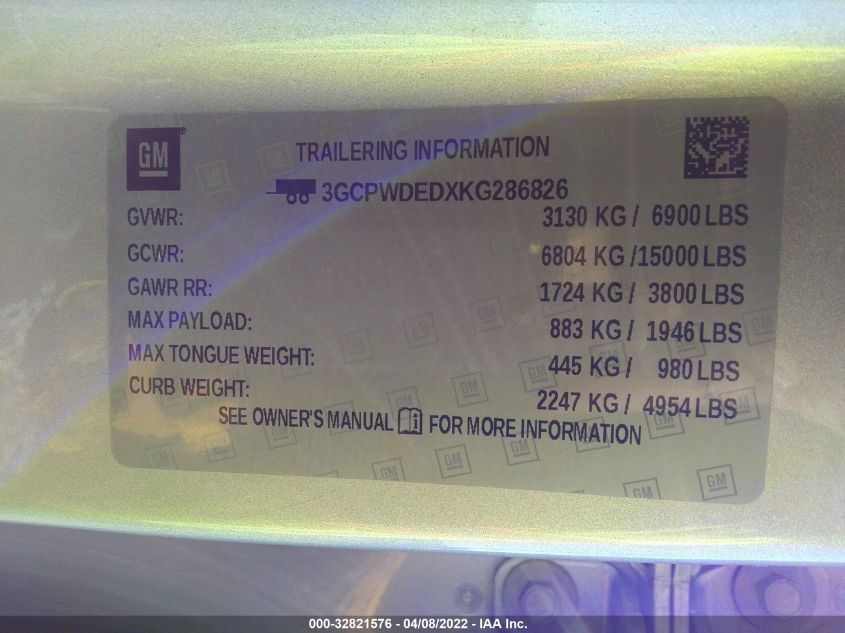 GM
TRAILERING INFORMATION
3GCPWDEDXKG286826
GVWR: 3130 KG / 6900 LBS
GCWR: 6804 KG /15000 LBS
GAWR RR: 1724 KG / 3800 LBS
MAX PAYLOAD: 883 KG / 1946 LBS
MAX TONGUE WEIGHT: 445 KG / 980 LBS
CURB WEIGHT: 2247 KG / 4954 LBS
SEE OWNER'S MANUAL FOR MORE INFORMATION
000-32821576 - 04/08/2022 - IAA Inc.